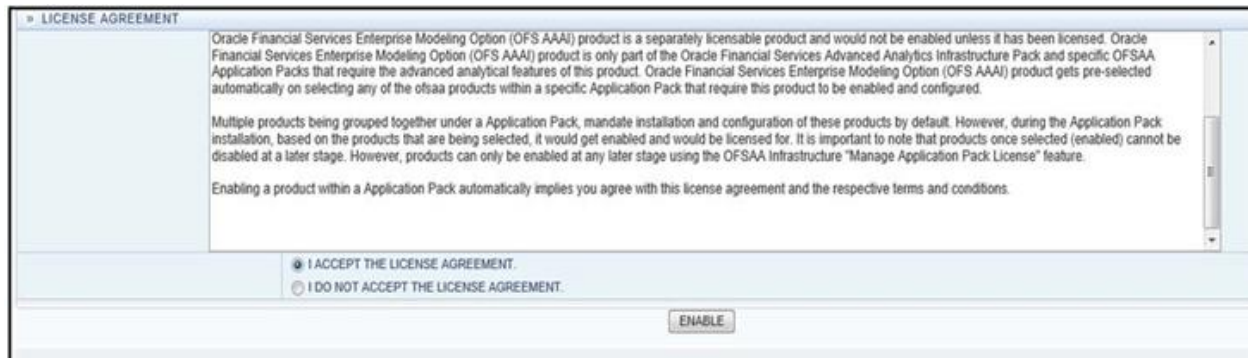 » LICENSE AGREEMENT
Oracle Financial Services Enterprise Modeling Option (OFS AAAI) product is a separately licensable product and would not be enabled unless it has been licensed. Oracle
Financial Services Enterprise Modeling Option (OFS AAAI) product is only part of the Oracle Financial Services Advanced Analytics Infrastructure Pack and specific OFSAA
Application Packs that require the advanced analytical features of this product. Oracle Financial Services Enterprise Modeling Option (OFS AAAI) product gets pre-selected
automatically on selecting any of the ofsaa products within a specific Application Pack that require this product to be enabled and configured.
Multiple products being grouped together under a Application Pack, mandate installation and configuration of these products by default. However, during the Application Pack
installation, based on the products that are being selected, it would get enabled and would be licensed for. It is important to note that products once selected (enabled) cannot be
disabled at a later stage. However, products can only be enabled at any later stage using the OFSAA Infrastructure "Manage Application Pack License" feature.
Enabling a product within a Application Pack automatically implies you agree with this license agreement and the respective terms and conditions.
I ACCEPT THE LICENSE AGREEMENT.
I DO NOT ACCEPT THE LICENSE AGREEMENT.
ENABLE